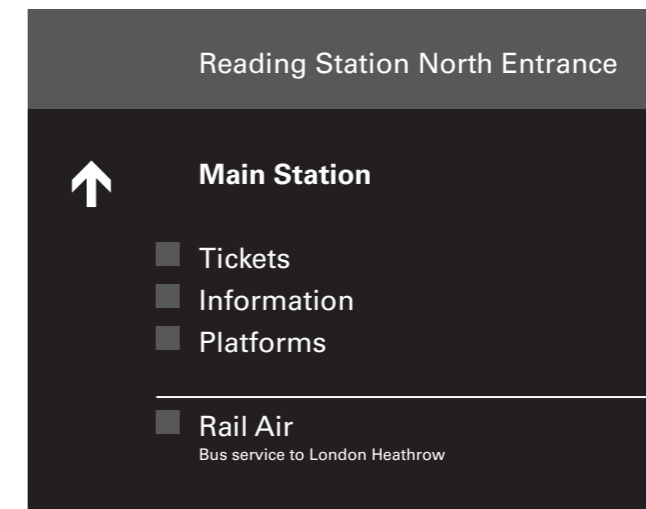 Reading Station North Entrance
Main Station
Tickets
Information
Platforms
Rail Air
Bus service to London Heathrow